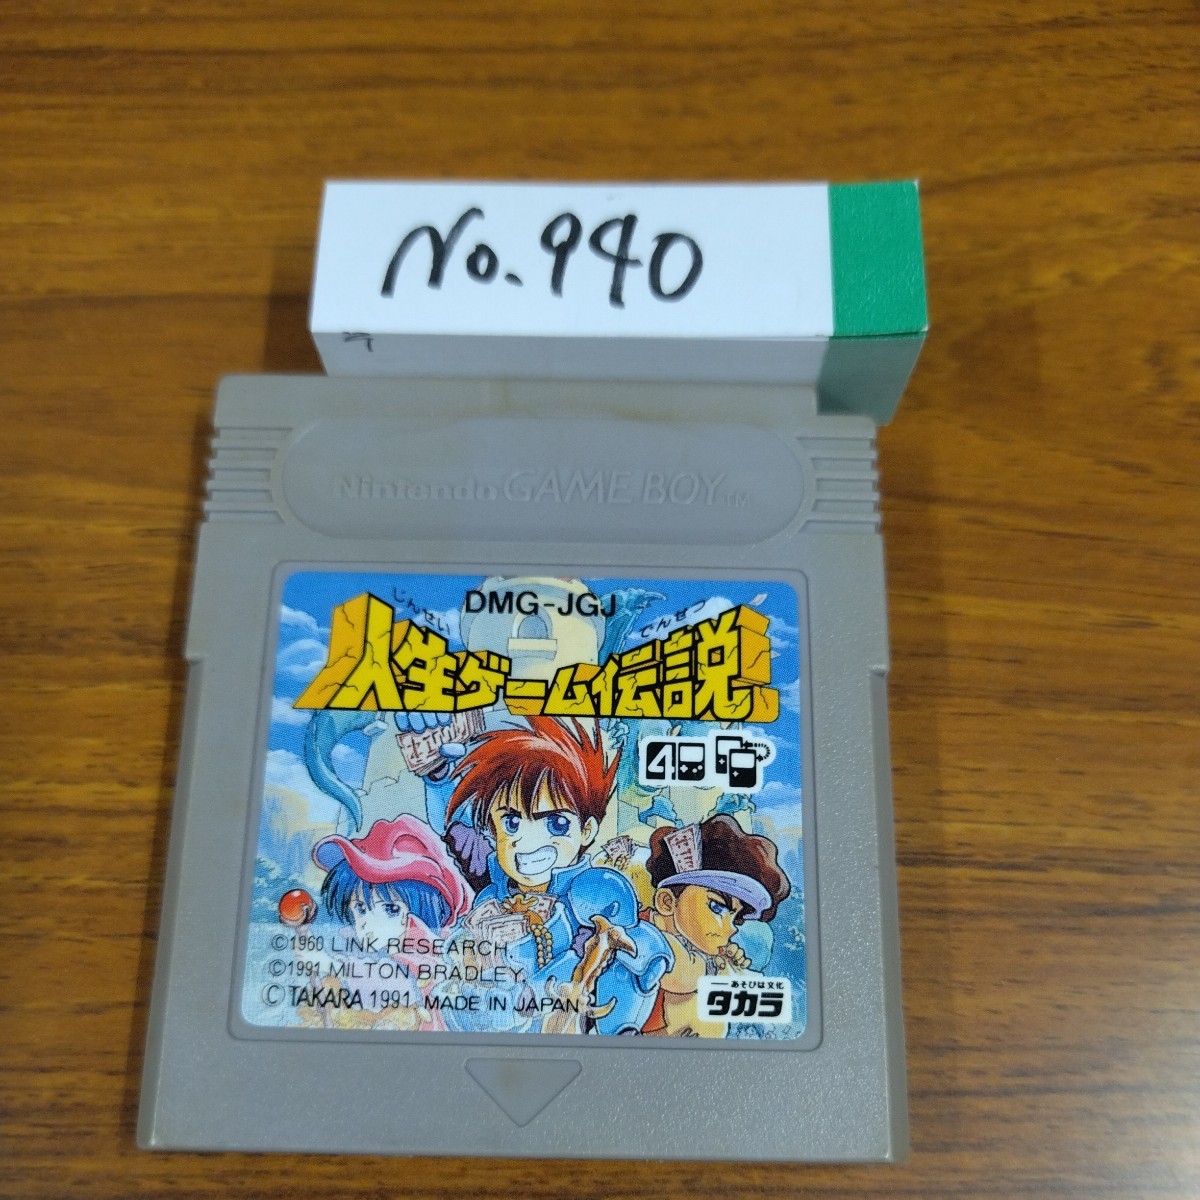 No.940
Nintendo GAME BOY TM
DMG-JGJ
じんせい でんせつ
人生ゲーム伝説
4
©1960 LINK RESEARCH.
©1991 MILTON BRADLEY.
© TAKARA 1991 MADE IN JAPAN
あそびは文化
タカラ